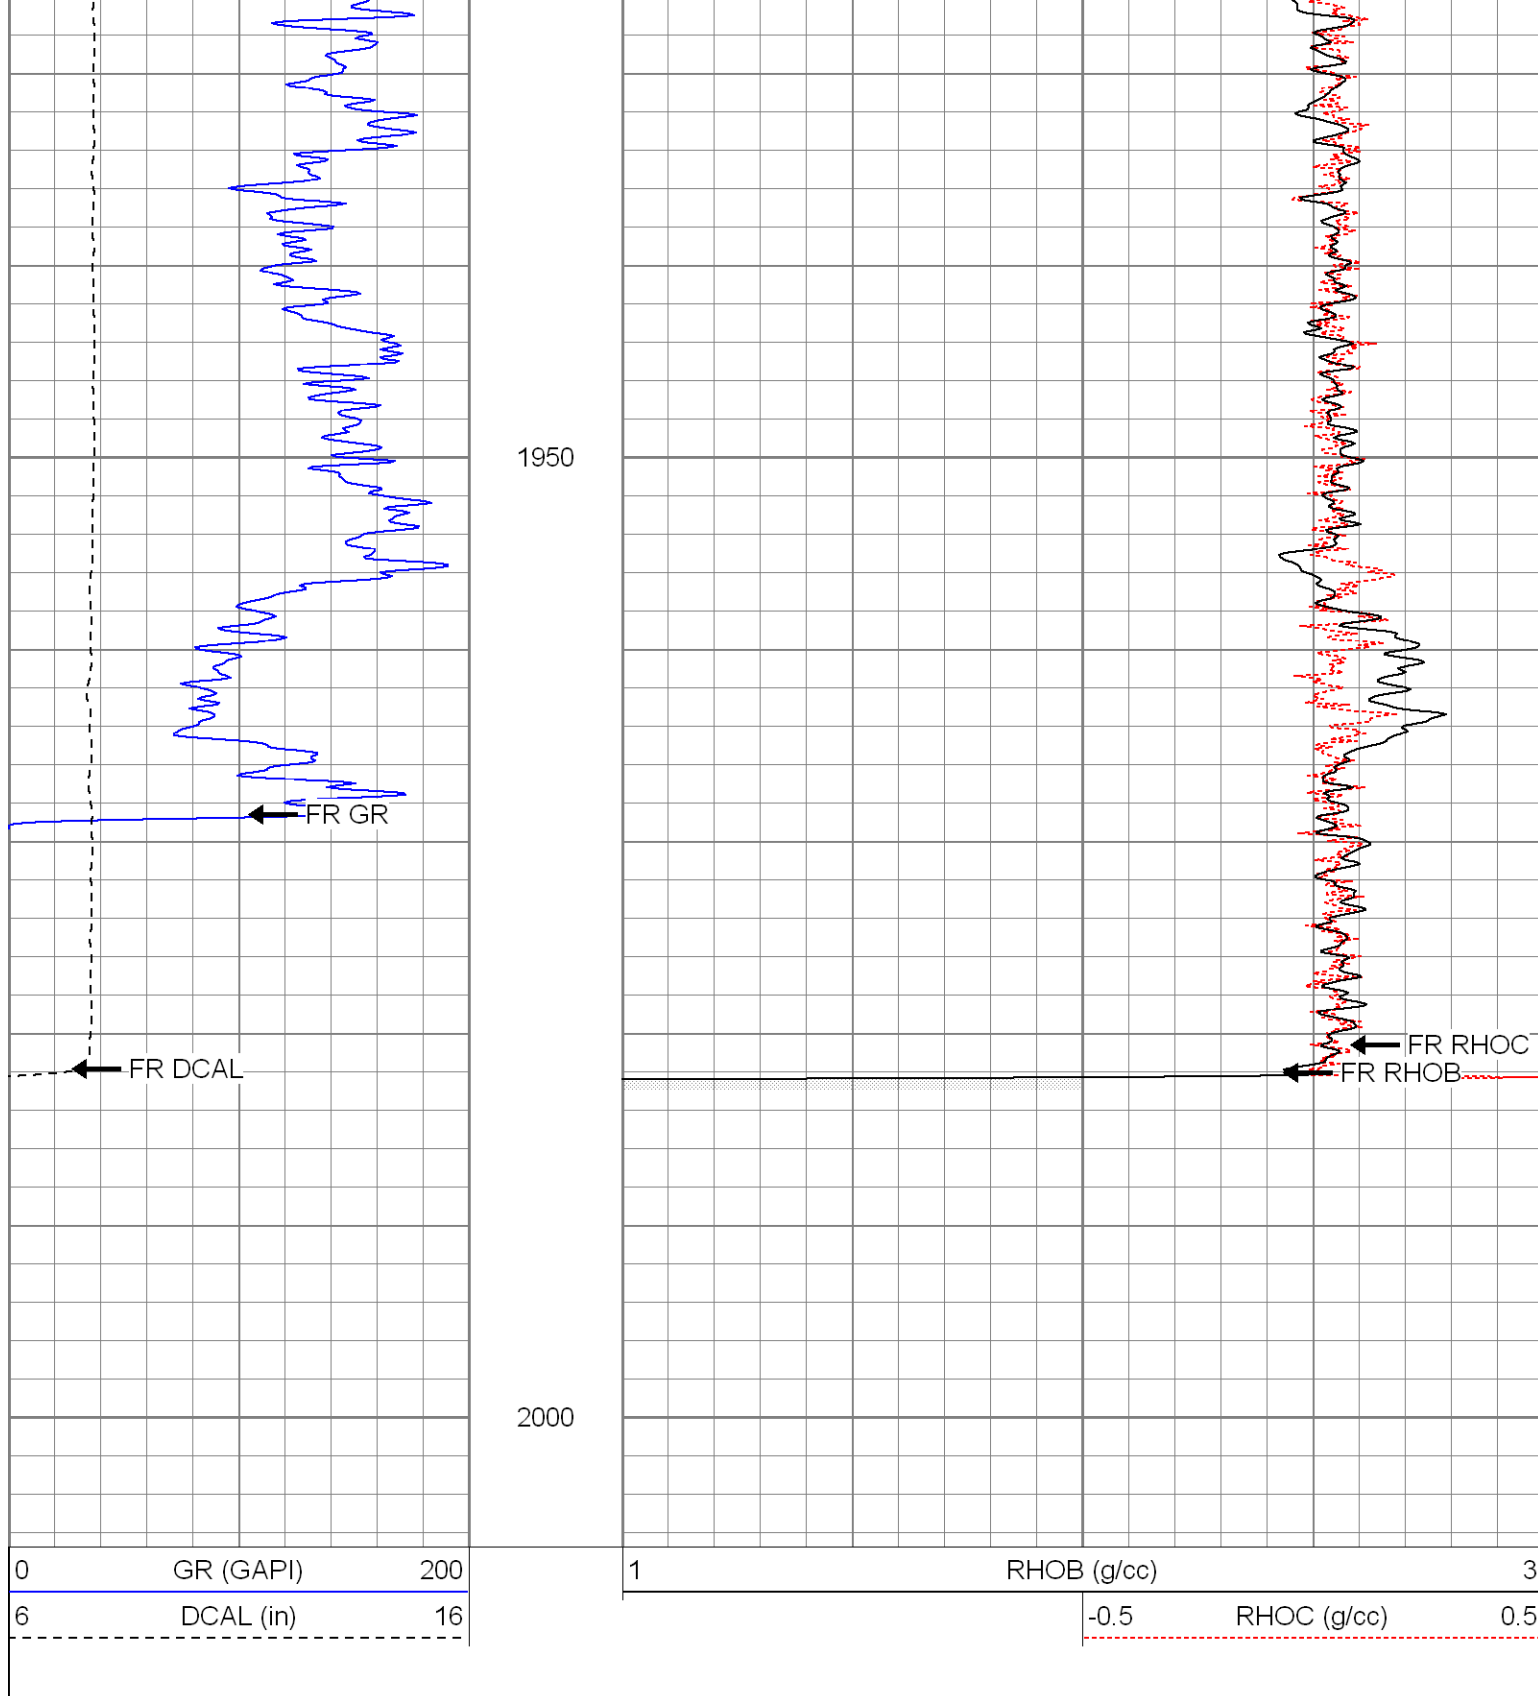 1950
FR GR
FR RHOC
FR DCAL
FR RHOB
2000
0 GR (GAPI) 200
1 RHOB (g/cc) 3
6 DCAL (in) 16
-0.5 RHOC (g/cc) 0.5